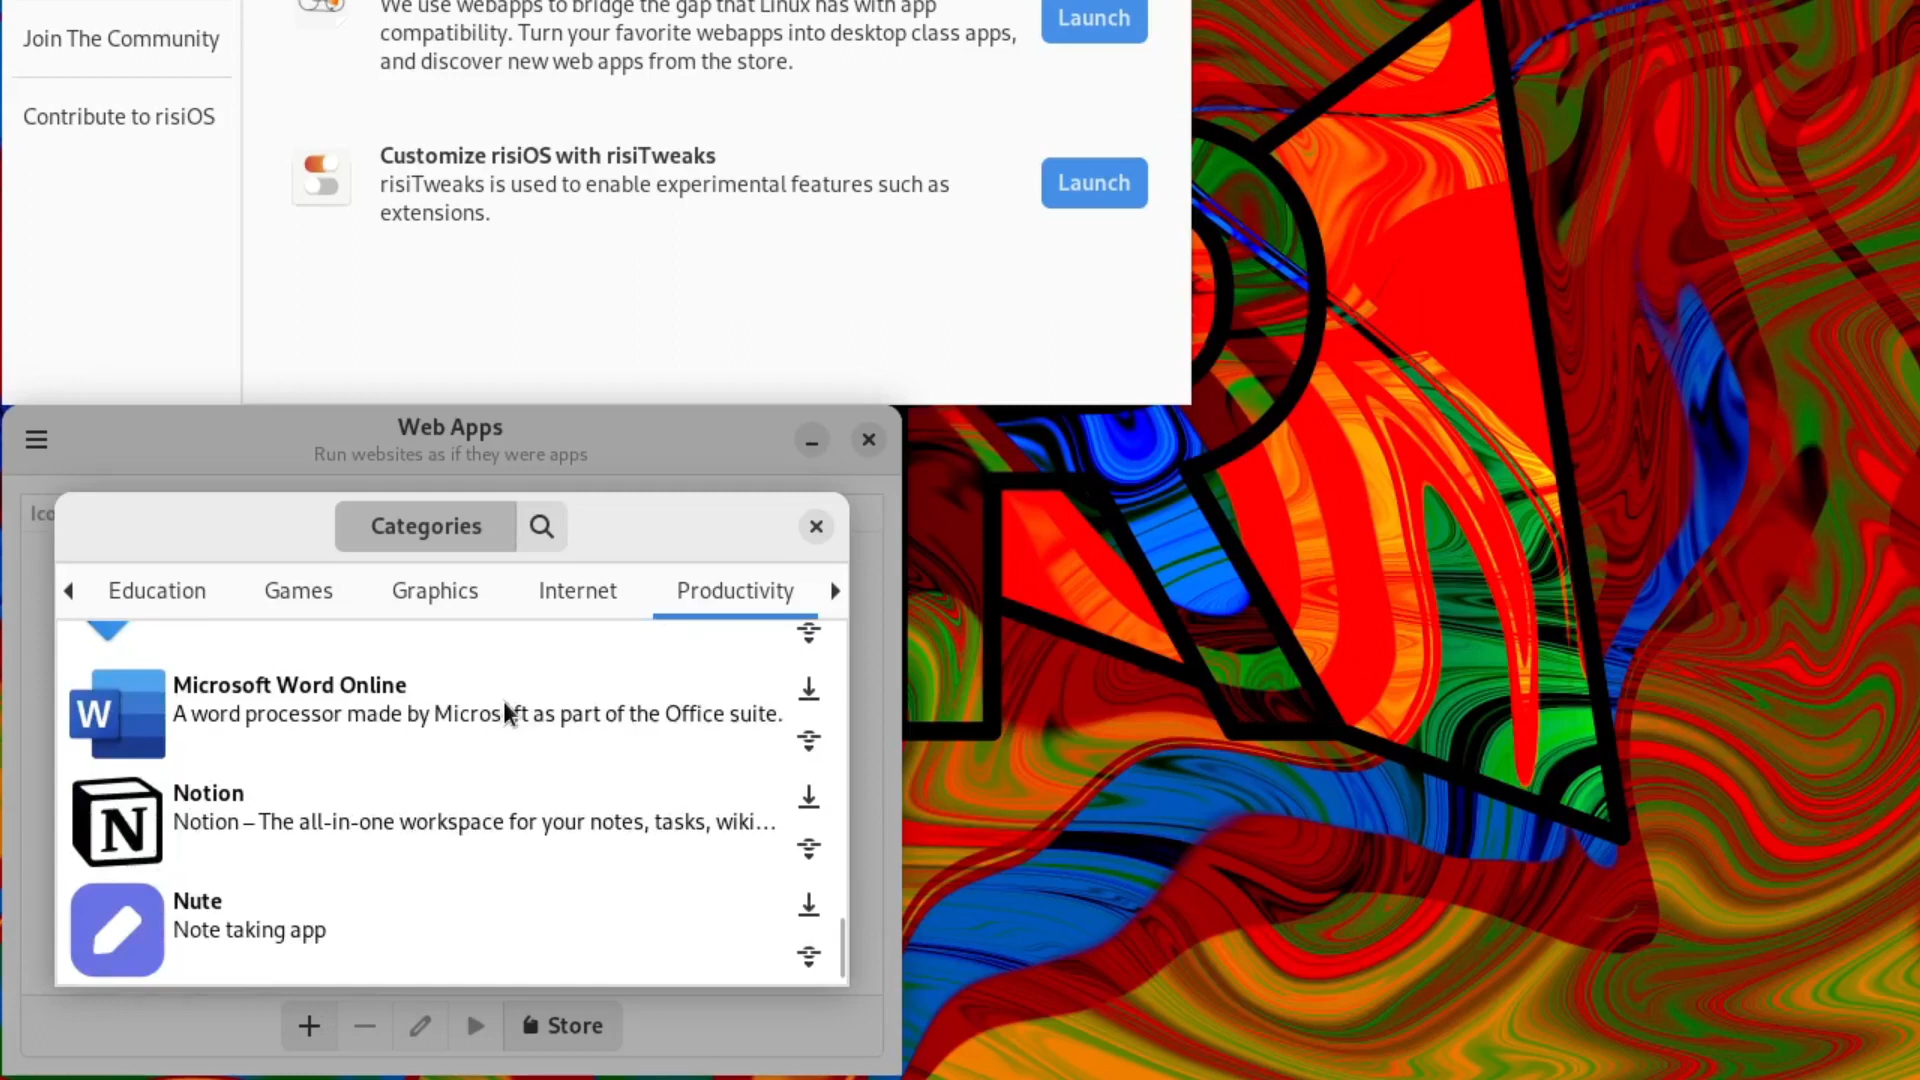 Join The Community
Contribute to risiOS
We use webapps to bridge the gap that Linux has with app
compatibility. Turn your favorite webapps into desktop class apps,
and discover new web apps from the store.
Launch
Customize risiOS with risiTweaks
risiTweaks is used to enable experimental features such as
extensions.
Launch
Web Apps
Run websites as if they were apps
Ico
Categories
Education Games Graphics Internet Productivity
Microsoft Word Online
A word processor made by Microsoft as part of the Office suite.
W
Notion
Notion – The all-in-one workspace for your notes, tasks, wiki...
N
Nute
Note taking app
Store